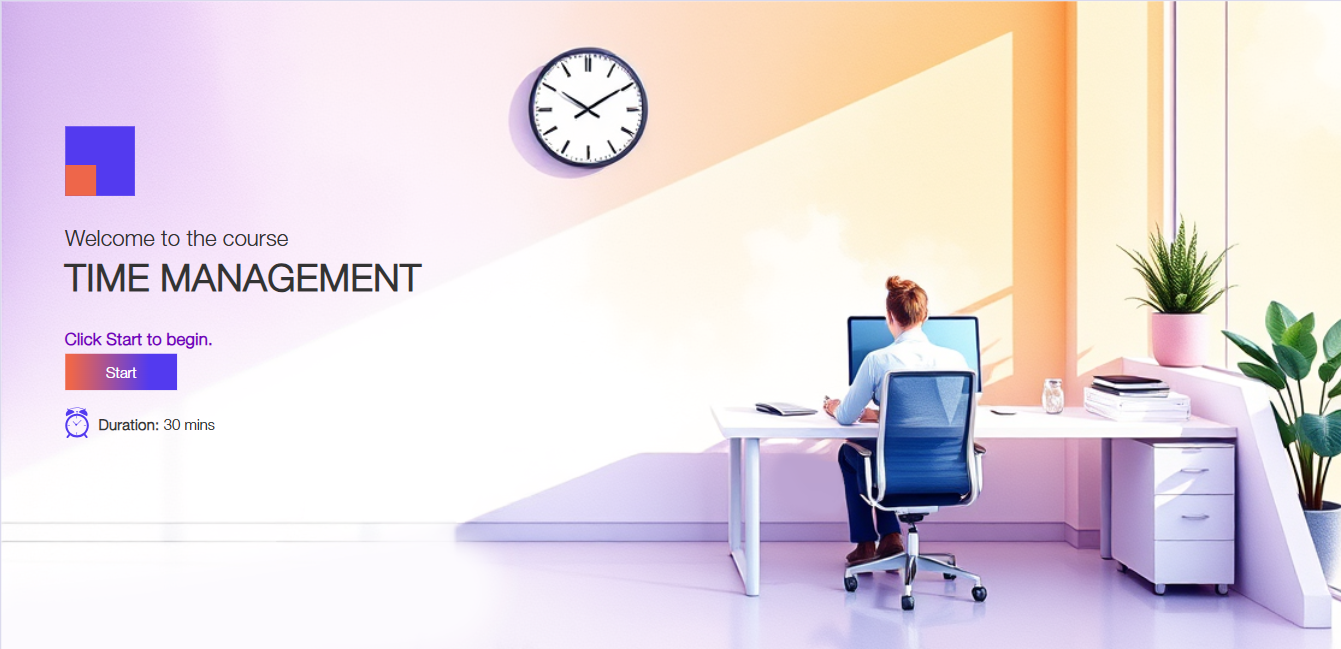 Welcome to the course
TIME MANAGEMENT
Click Start to begin.
Start
Duration: 30 mins